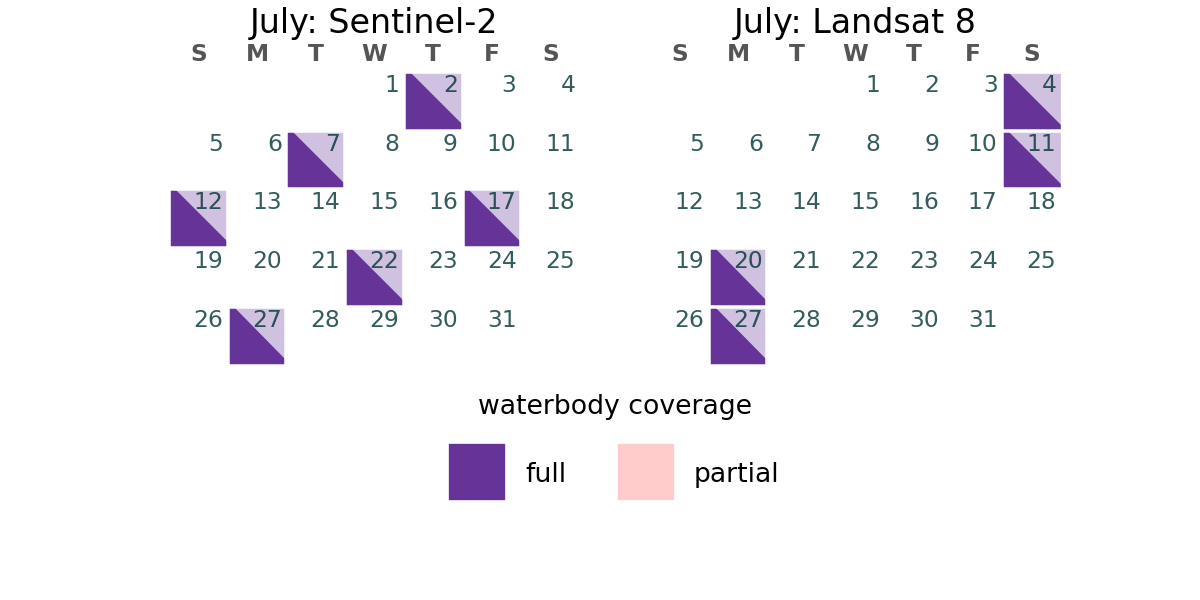 July: Sentinel-2
S M T W T F S
1 2 3 4
5 6 7 8 9 10 11
12 13 14 15 16 17 18
19 20 21 22 23 24 25
26 27 28 29 30 31
July: Landsat 8
S M T W T F S
1 2 3 4
5 6 7 8 9 10 11
12 13 14 15 16 17 18
19 20 21 22 23 24 25
26 27 28 29 30 31
waterbody coverage
full
partial